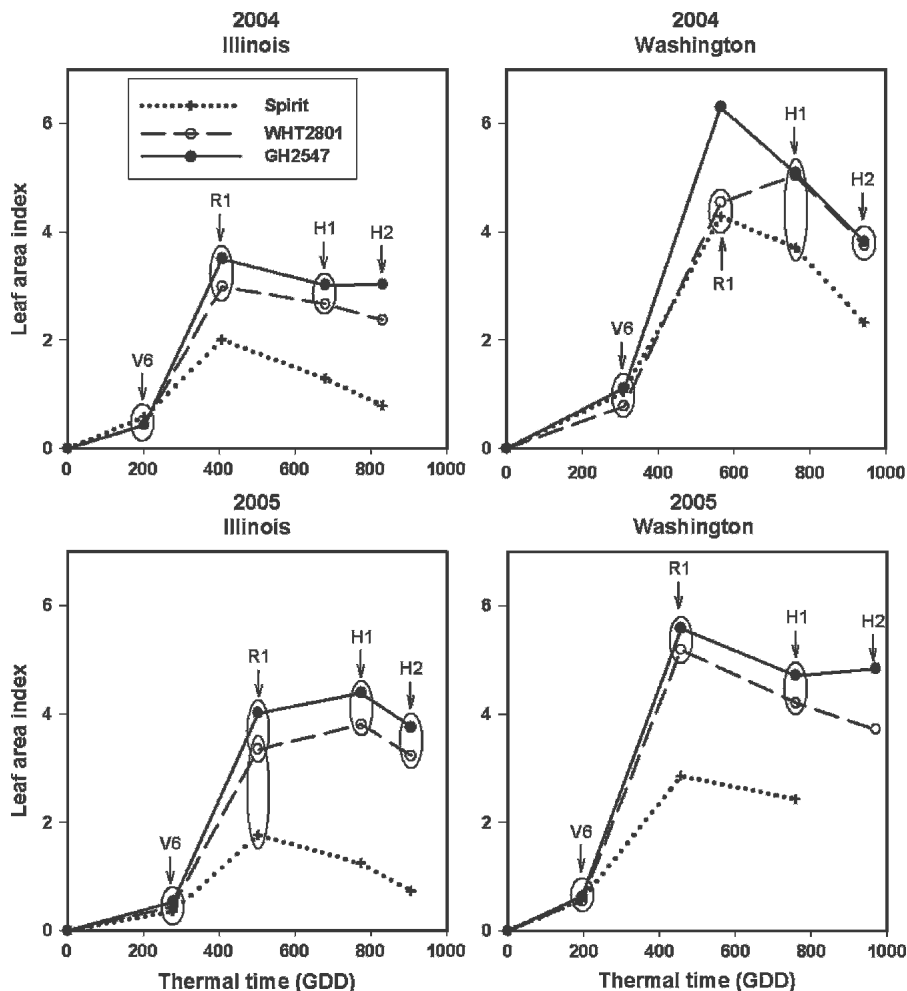 2004
Illinois
2004
Washington
Spirit
WHT2801
GH2547
Leaf area index
6
4
2
0
V6
R1
H1
H2
0
200
400
600
800
1000
6
4
2
0
V6
R1
H1
H2
0
200
400
600
800
1000
2005
Illinois
2005
Washington
Leaf area index
6
4
2
0
V6
R1
H1
H2
0
200
400
600
800
1000
Thermal time (GDD)
6
4
2
0
V6
R1
H1
H2
0
200
400
600
800
1000
Thermal time (GDD)